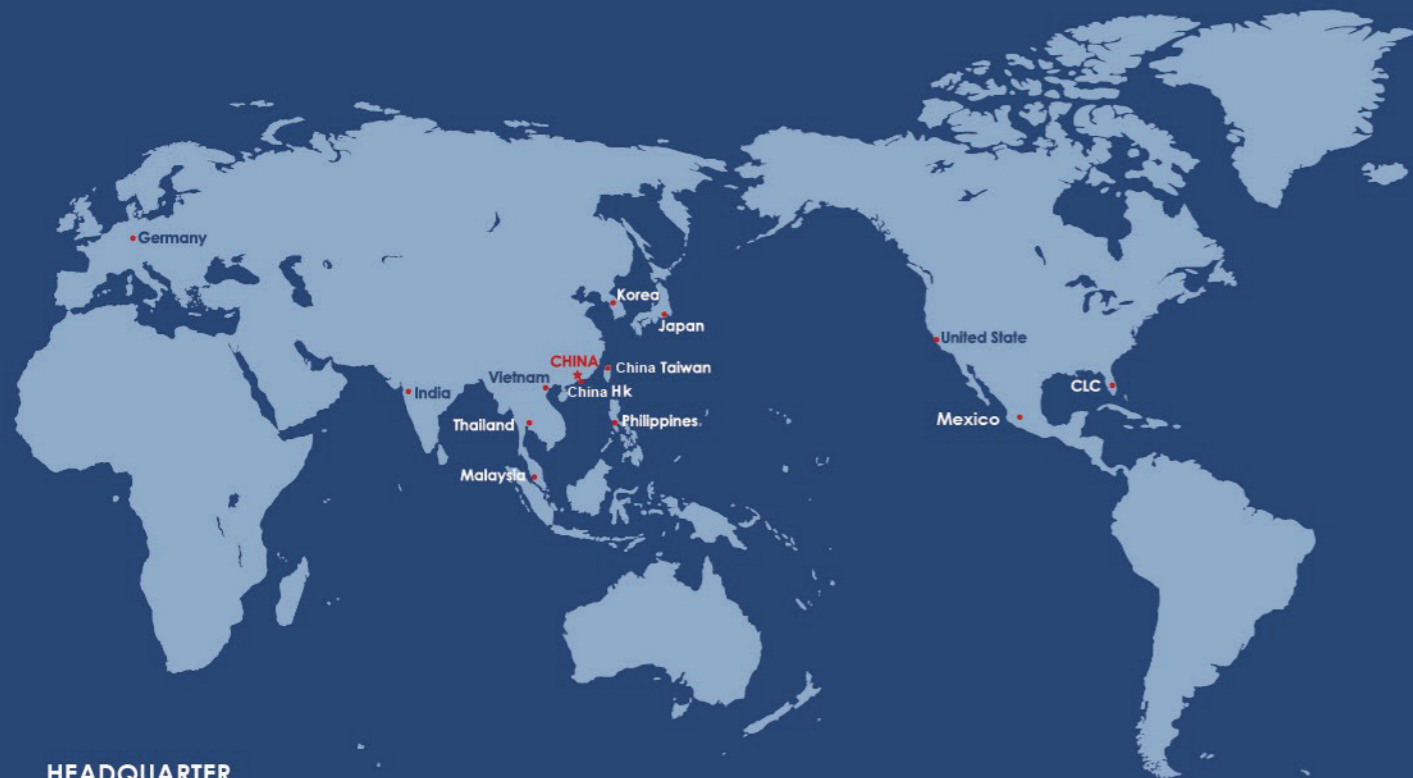 Germany
Korea
Japan
United State
CHINA
China Taiwan
Vietnam
India
China Hk
CLC
Thailand
Philippines
Mexico
Malaysia
HEADQUARTER